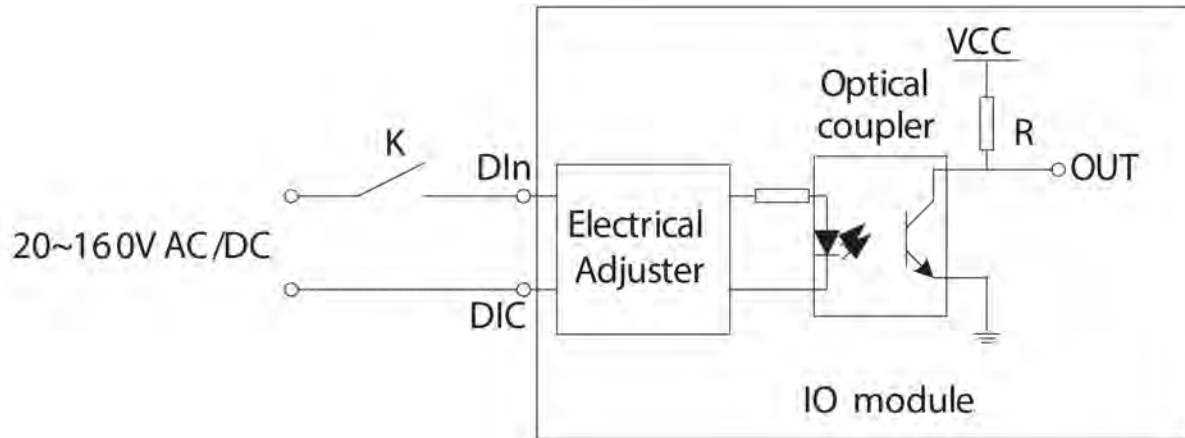 VCC
Optical
coupler
R
K
DIn
OUT
20~160V AC/DC
Electrical
Adjuster
DIC
IO module